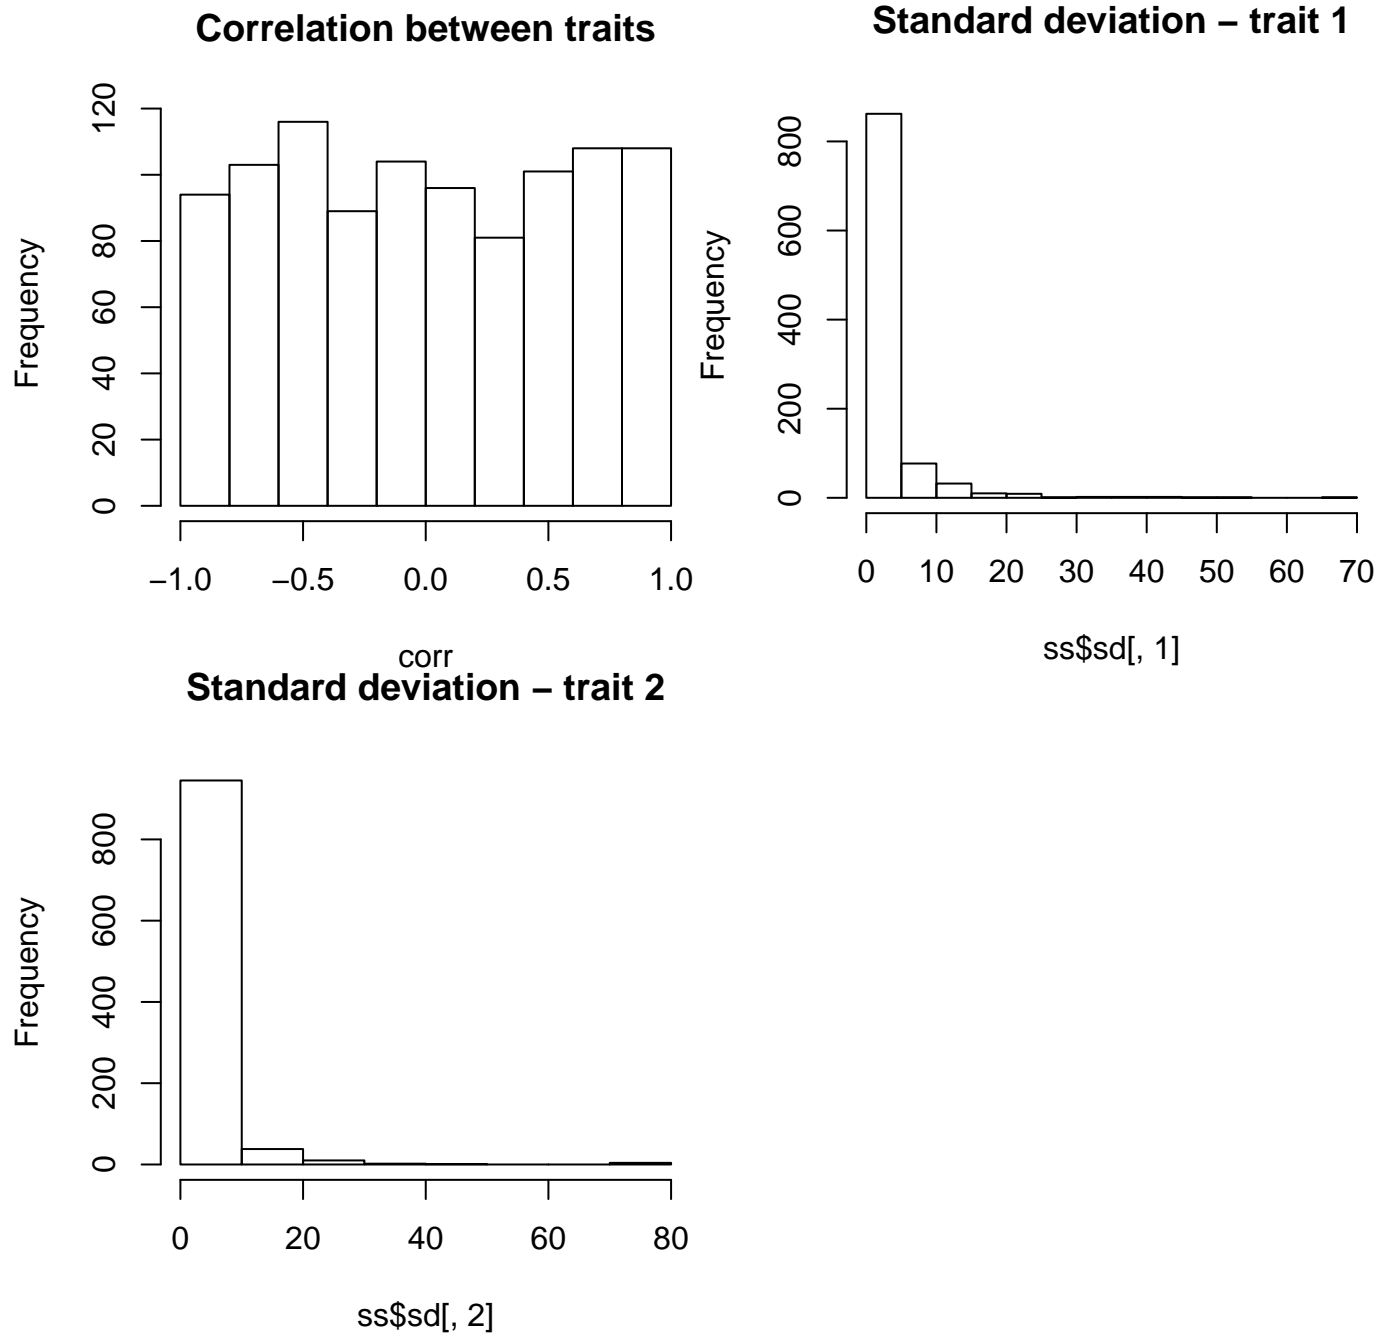 Correlation between traits
Frequency
0 20 40 60 80 120
−1.0 −0.5 0.0 0.5 1.0
corr
Standard deviation − trait 1
Frequency
0 200 400 600 800
0 10 20 30 40 50 60 70
ss$sd[, 1]
Standard deviation − trait 2
Frequency
0 200 400 600 800
0 20 40 60 80
ss$sd[, 2]